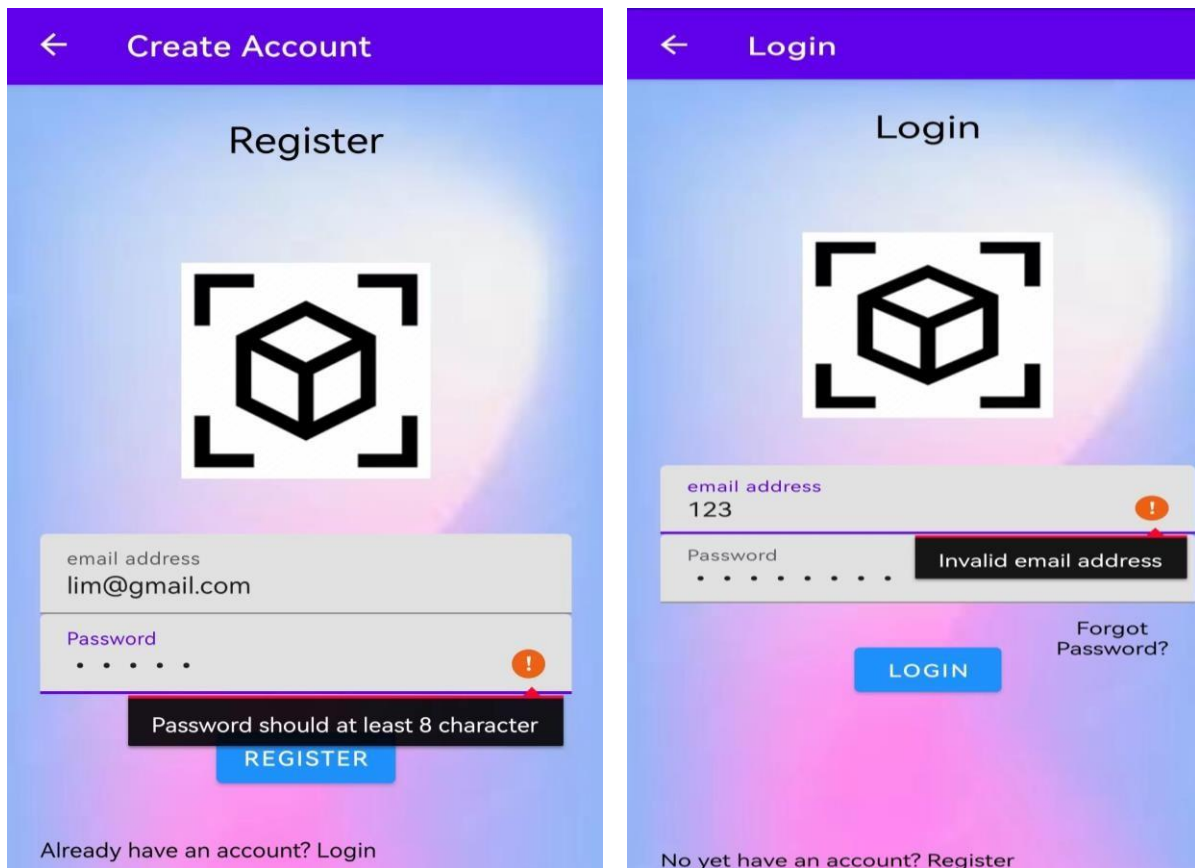 Create Account
Register
email address
lim@gmail.com
Password
• • • • •
!
Password should at least 8 character
REGISTER
Already have an account? Login
Login
Login
email address
123
!
Password
• • • • • • • •
Invalid email address
Forgot
Password?
LOGIN
No yet have an account? Register